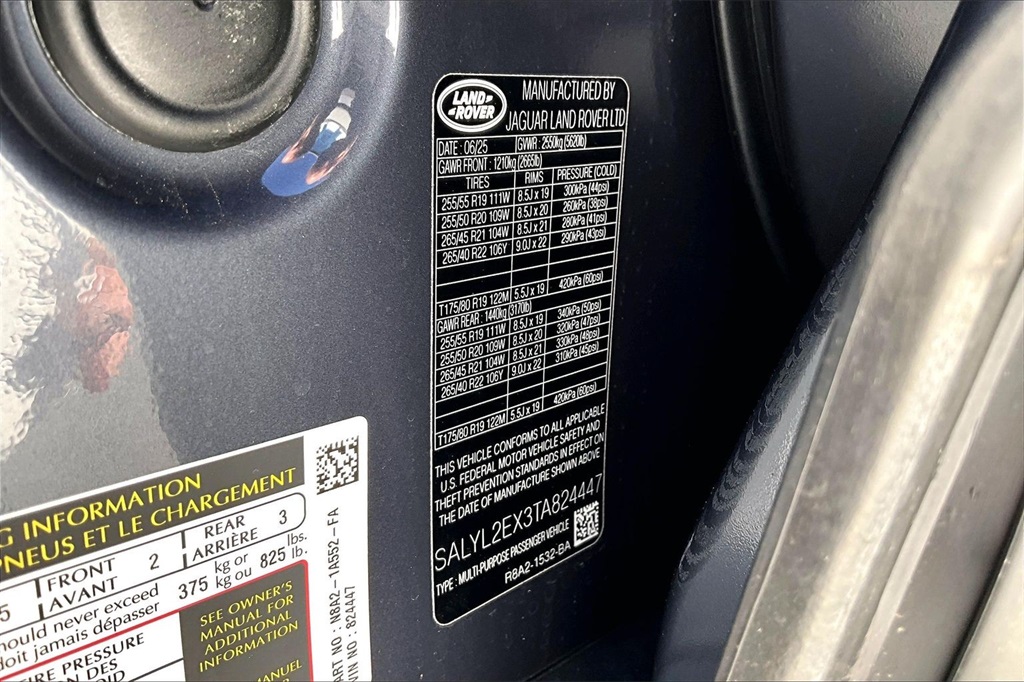 LAND
ROVER
MANUFACTURED BY
JAGUAR LAND ROVER LTD
DATE : 06/25 GVWR : 2550kg (5620lb)
GAWR FRONT : 1210kg (2665lb)
TIRES RIMS PRESSURE (COLD)
255/55 R19 111W 8.5J x 19 300kPa (44psi)
255/50 R20 109W 8.5J x 20 260kPa (38psi)
265/45 R21 104W 8.5J x 21 280kPa (41psi)
265/40 R22 106Y 9.0J x 22 290kPa (43psi)
T175/80 R19 122M 5.5J x 19 420kPa (60psi)
GAWR REAR : 1440kg (3170lb)
255/55 R19 111W 8.5J x 19 340kPa (50psi)
255/50 R20 109W 8.5J x 20 320kPa (47psi)
265/45 R21 104W 8.5J x 21 330kPa (48psi)
265/40 R22 106Y 9.0J x 22 310kPa (45psi)
T175/80 R19 122M 5.5J x 19 420kPa (60psi)
THIS VEHICLE CONFORMS TO ALL APPLICABLE
U.S. FEDERAL MOTOR VEHICLE SAFETY AND
THEFT PREVENTION STANDARDS IN EFFECT ON
THE DATE OF MANUFACTURE SHOWN ABOVE
SALYL2EX3TA824447
TYPE : MULTI-PURPOSE PASSENGER VEHICLE
R8A2-1532-BA
G INFORMATION
PNEUS ET LE CHARGEMENT
5 FRONT 2 REAR 3
AVANT ARRIÈRE
should never exceed 375 kg or 825 lbs.
doit jamais dépasser kg ou lb.
TIRE PRESSURE
SEE OWNER'S
MANUAL FOR
ADDITIONAL
INFORMATION
MANUEL
PART NO : N8A2-1A552-FA
VIN NO : 824447